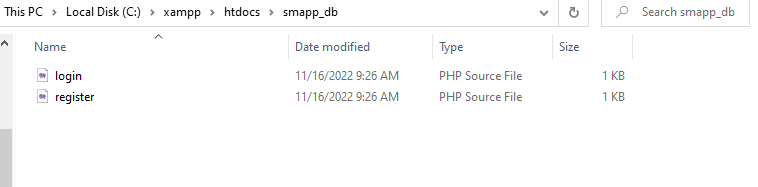 This PC > Local Disk (C:) > xampp > htdocs > smapp_db Search smapp_db
Name Date modified Type Size
login 11/16/2022 9:26 AM PHP Source File 1 KB
register 11/16/2022 9:26 AM PHP Source File 1 KB